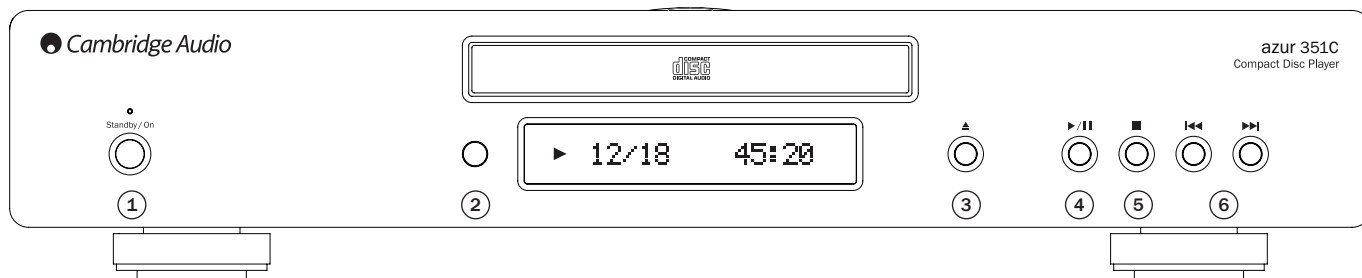 Cambridge Audio
COMPACT
disc
DIGITAL AUDIO
azur 351C
Compact Disc Player
Standby / On
12/18 45:20
1 2 3 4 5 6